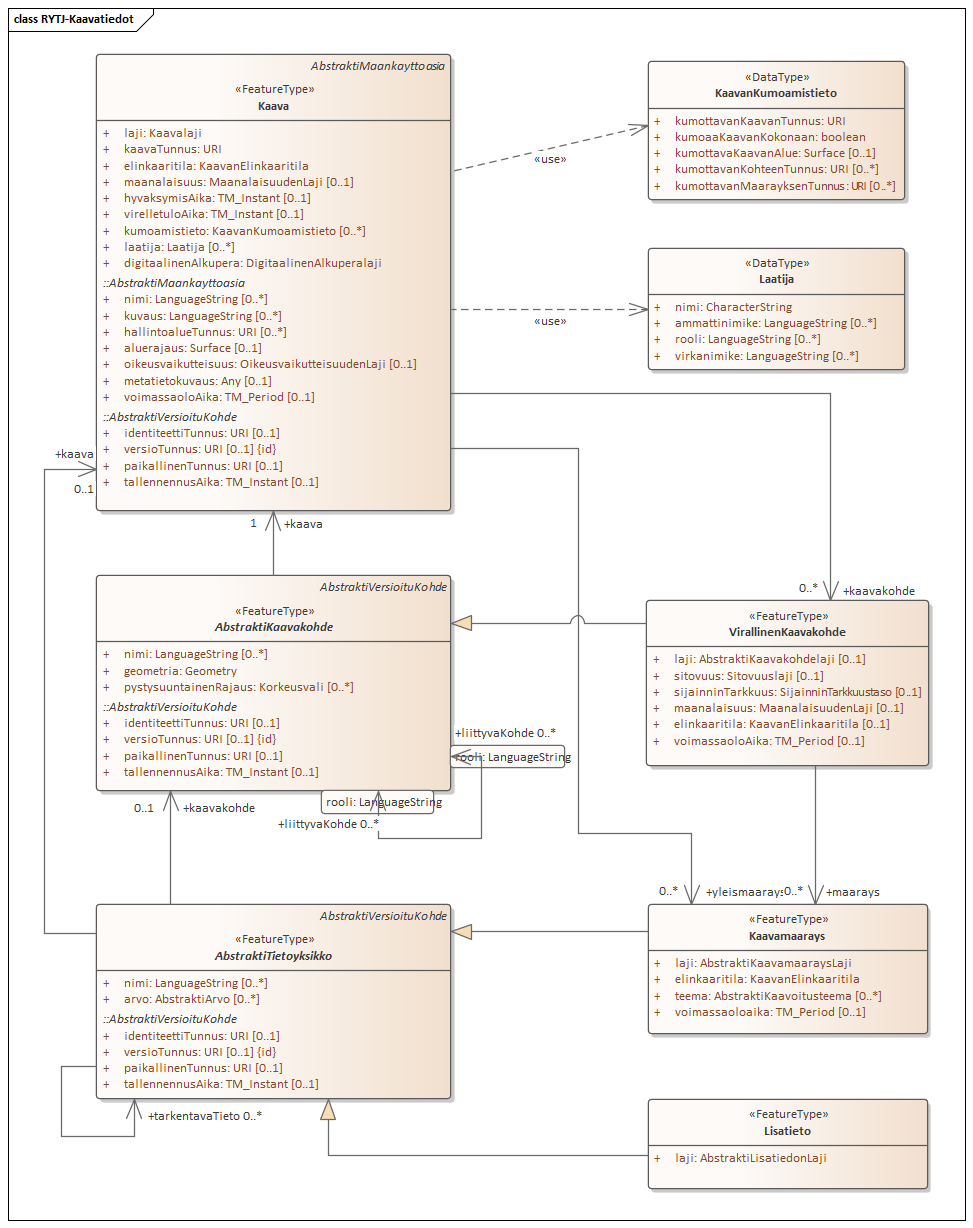 class RYTJ-Kaavatiedot
AbstraktiMaankayttoasia
«FeatureType»
Kaava
+ laji: Kaavalaji
+ kaavaTunnus: URI
+ elinkaaritila: KaavanElinkaaritila
+ maanalaisuus: MaanalaisuudenLaji [0..1]
+ hyvaksymisAika: TM_Instant [0..1]
+ virelletuloAika: TM_Instant [0..1]
+ kumoamistieto: KaavanKumoamistieto [0..*]
+ laatija: Laatija [0..*]
+ digitaalinenAlkupera: DigitaalinenAlkuperalaji
::AbstraktiMaankayttoasia
+ nimi: LanguageString [0..*]
+ kuvaus: LanguageString [0..*]
+ hallintoalueTunnus: URI [0..*]
+ aluerajaus: Surface [0..1]
+ oikeusvaikutteisuus: OikeusvaikutteisuudenLaji [0..1]
+ metatietokuvaus: Any [0..1]
+ voimassaoloAika: TM_Period [0..1]
::AbstraktiVersioituKohde
+ identiteettiTunnus: URI [0..1]
+ versioTunnus: URI [0..1] {id}
+ paikallinenTunnus: URI [0..1]
+ tallennennusAika: TM_Instant [0..1]
«DataType»
KaavanKumoamistieto
+ kumottavanKaavanTunnus: URI
+ kumoaaKaavanKokonaan: boolean
+ kumottavaKaavanAlue: Surface [0..1]
+ kumottavanKohteenTunnus: URI [0..*]
+ kumottavanMaarayksenTunnus: URI [0..*]
«use»
«DataType»
Laatija
+ nimi: CharacterString
+ ammattinimike: LanguageString [0..*]
+ rooli: LanguageString [0..*]
+ virkanimike: LanguageString [0..*]
«use»
+kaava
0..1
1 +kaava
0..* +kaavakohde
AbstraktiVersioituKohde
«FeatureType»
AbstraktiKaavakohde
+ nimi: LanguageString [0..*]
+ geometria: Geometry
+ pystysuuntainenRajaus: Korkeusvali [0..*]
::AbstraktiVersioituKohde
+ identiteettiTunnus: URI [0..1]
+ versioTunnus: URI [0..1] {id}
+ paikallinenTunnus: URI [0..1]
+ tallennennusAika: TM_Instant [0..1]
«FeatureType»
VirallinenKaavakohde
+ laji: AbstraktiKaavakohdelaji [0..1]
+ sitovuus: Sitovuuslaji [0..1]
+ sijainninTarkkuus: SijainninTarkkuustaso [0..1]
+ maanalaisuus: MaanalaisuudenLaji [0..1]
+ elinkaaritila: KaavanElinkaaritila [0..1]
+ voimassaoloAika: TM_Period [0..1]
+liittyvaKohde 0..*
rooli: LanguageString
rooli: LanguageString
+liittyvaKohde 0..*
0..1 +kaavakohde
0..* +yleismaarays
0..* +maarays
AbstraktiVersioituKohde
«FeatureType»
AbstraktiTietoyksikko
+ nimi: LanguageString [0..*]
+ arvo: AbstraktiArvo [0..*]
::AbstraktiVersioituKohde
+ identiteettiTunnus: URI [0..1]
+ versioTunnus: URI [0..1] {id}
+ paikallinenTunnus: URI [0..1]
+ tallennennusAika: TM_Instant [0..1]
«FeatureType»
Kaavamaarays
+ laji: AbstraktiKaavamaaraysLaji
+ elinkaaritila: KaavanElinkaaritila
+ teema: AbstraktiKaavoitusteema [0..*]
+ voimassaoloaika: TM_Period [0..1]
+tarkentavaTieto 0..*
«FeatureType»
Lisatieto
+ laji: AbstraktiLisatiedonLaji